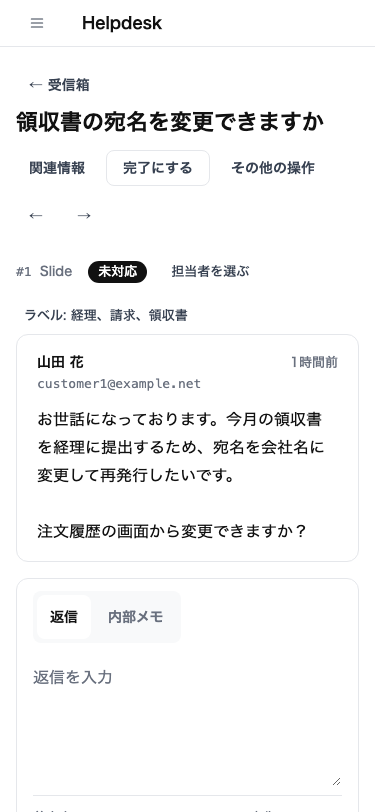 Helpdesk
← 受信箱
領収書の宛名を変更できますか
関連情報 完了にする その他の操作
← →
#1 Slide 未対応 担当者を選ぶ
ラベル: 経理、請求、領収書
山田 花 1時間前
customer1@example.net
お世話になっております。今月の領収書
を経理に提出するため、宛名を会社名に
変更して再発行したいです。
注文履歴の画面から変更できますか？
返信 内部メモ
返信を入力